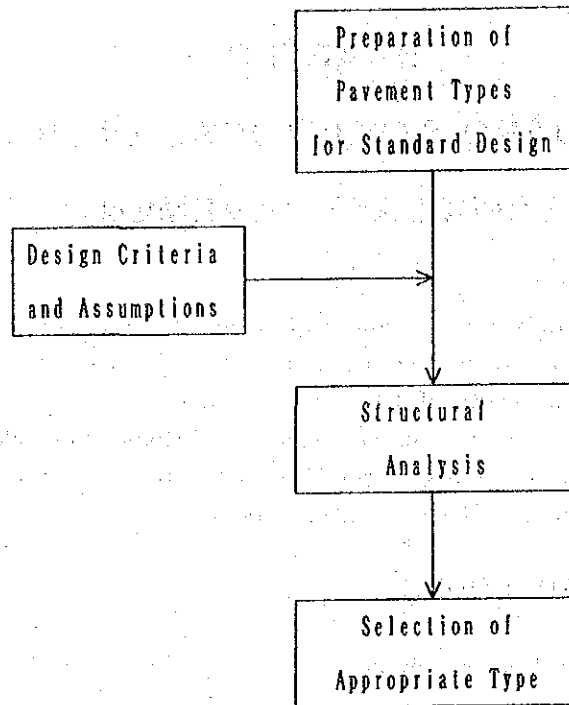 Preparation of
Pavement Types
for Standard Design
Design Criteria
and Assumptions
Structural
Analysis
Selection of
Appropriate Type